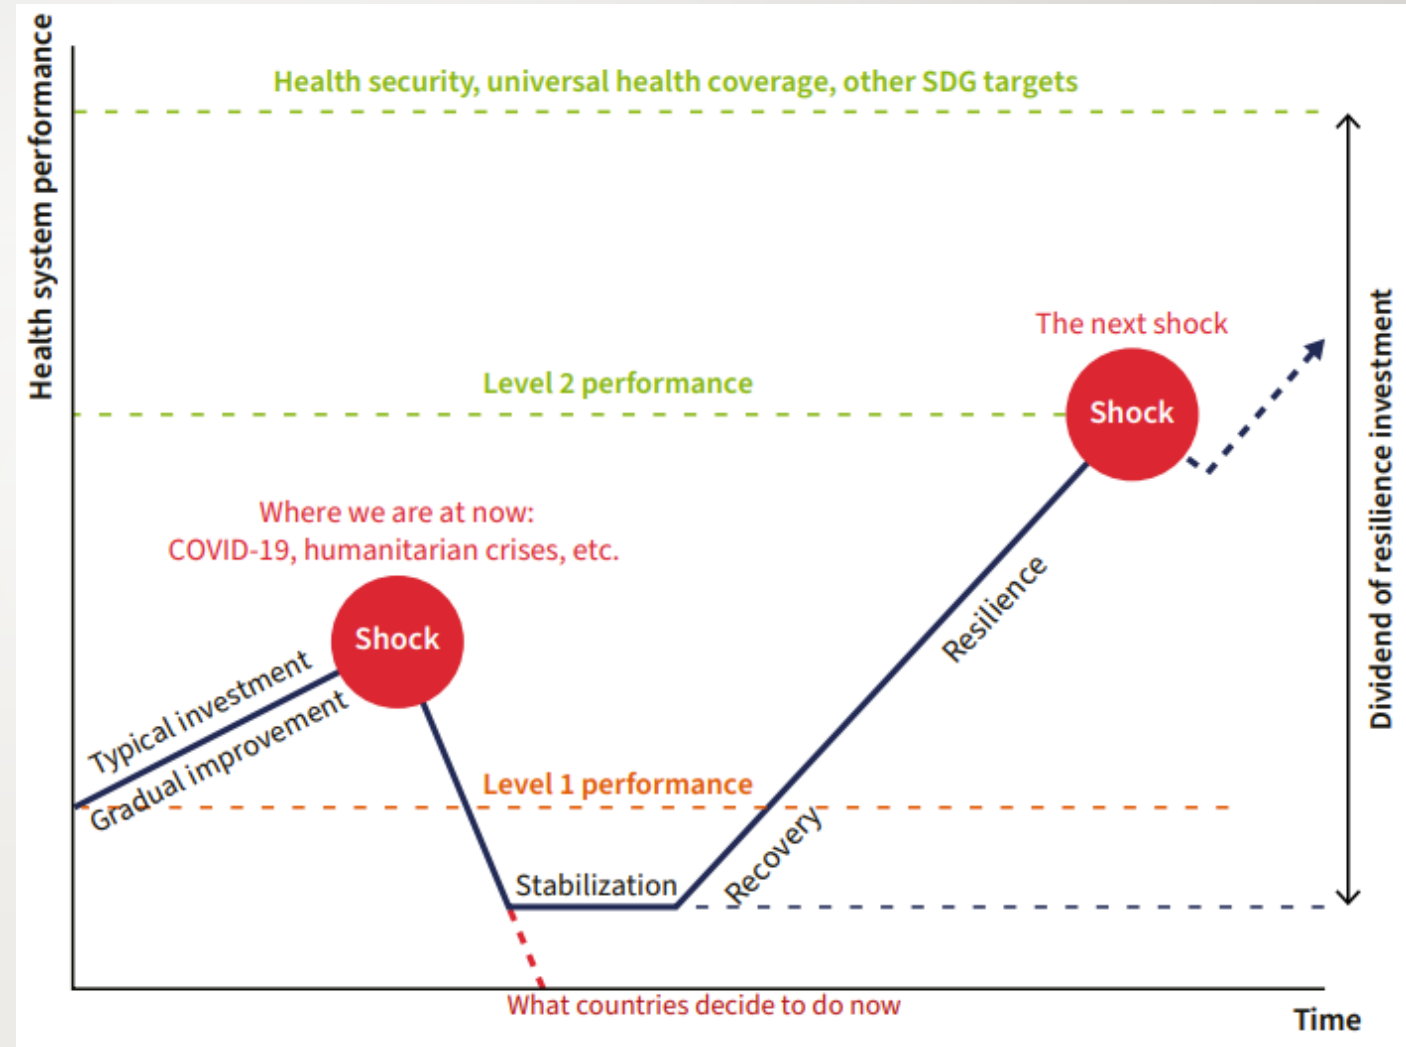 Health system performance
Health security, universal health coverage, other SDG targets
The next shock
Level 2 performance
Shock
Where we are at now:
COVID-19, humanitarian crises, etc.
Shock
Typical investment
Gradual improvement
Resilience
Dividend of resilience investment
Level 1 performance
Recovery
Stabilization
What countries decide to do now
Time